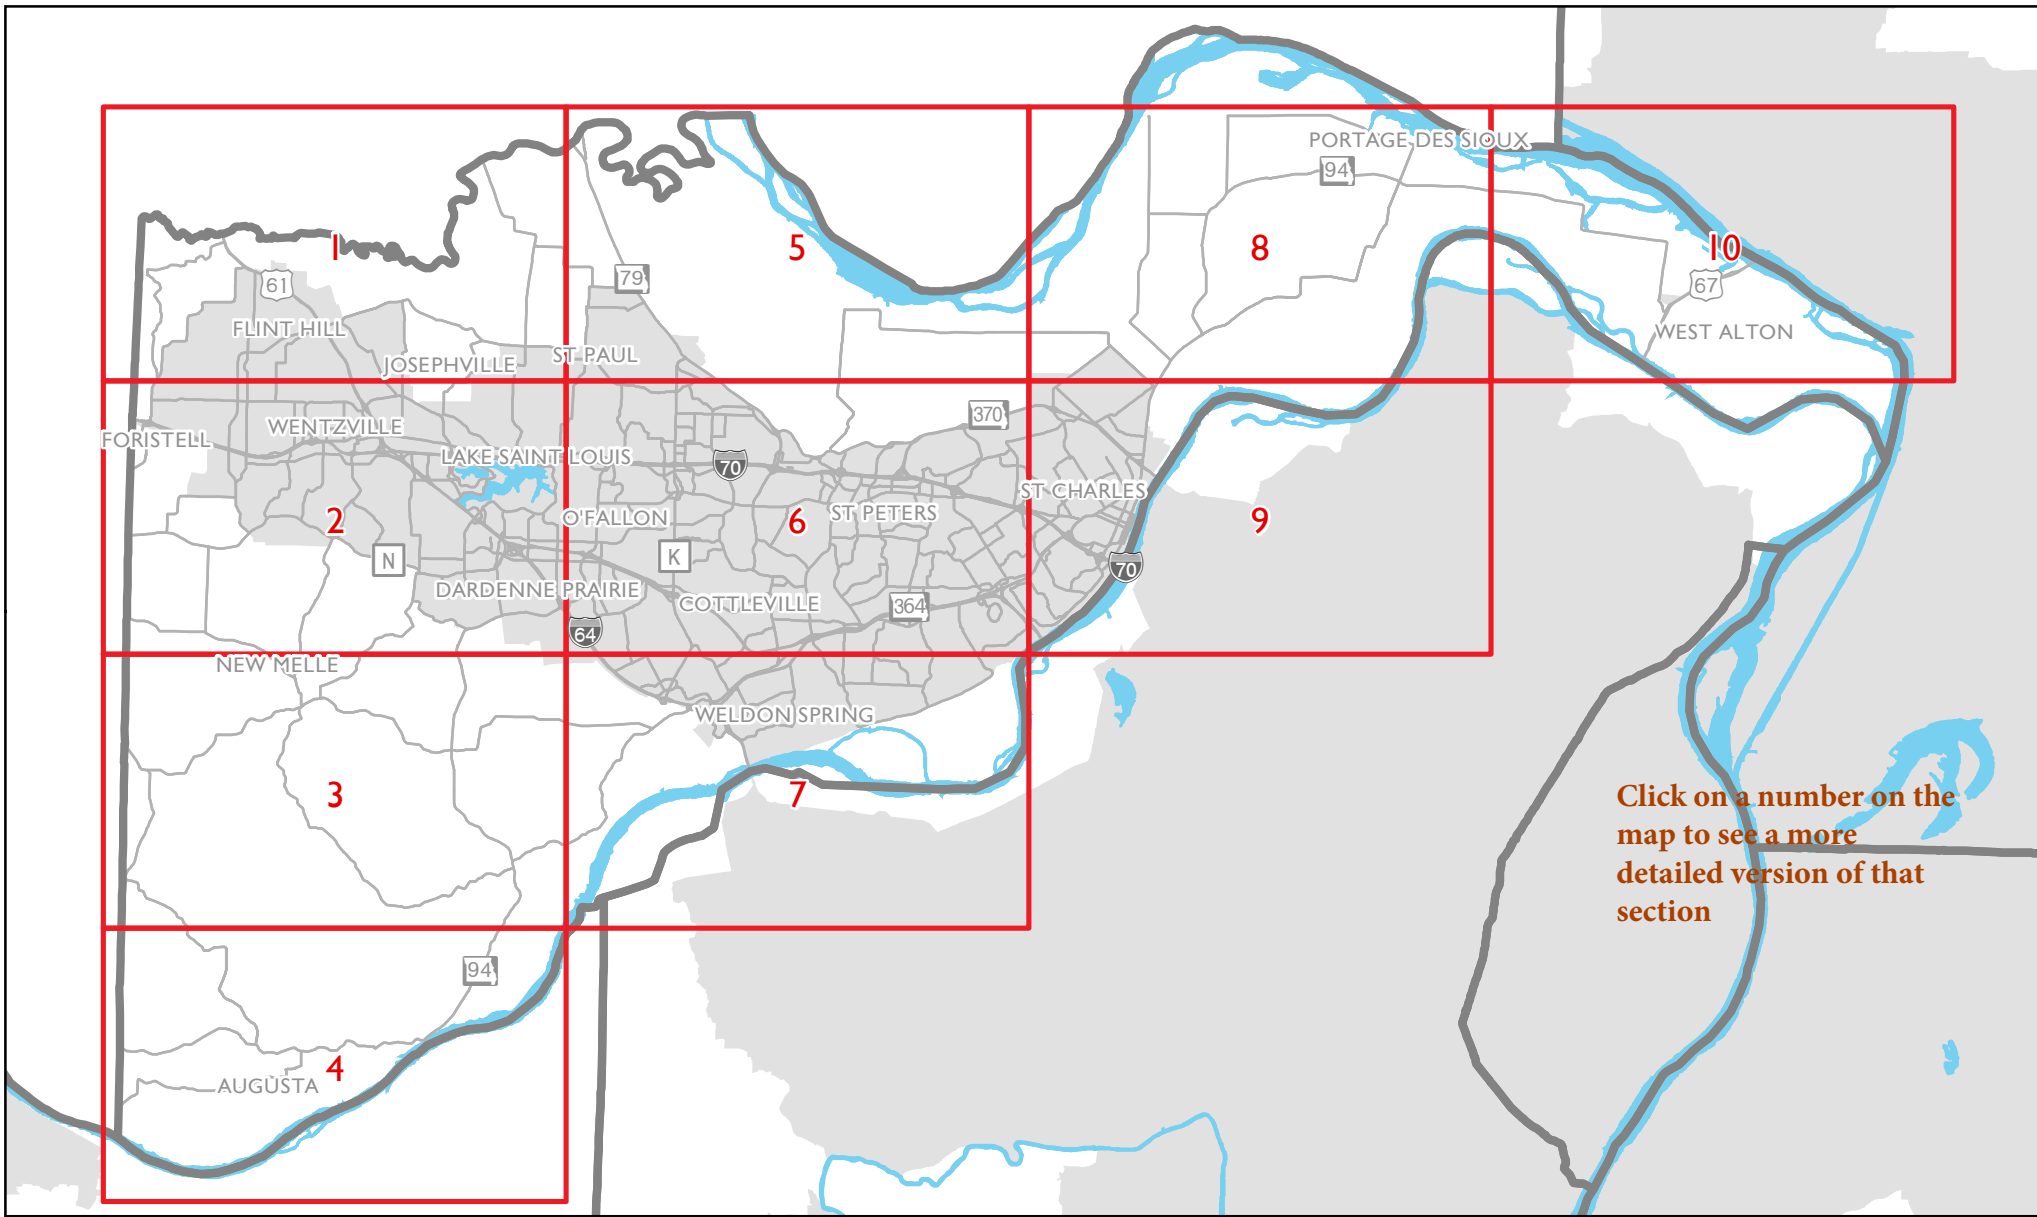 PORTAGE DES SIOUX
94
1
5
8
10
79
61
67
FLINT HILL
WEST ALTON
ST PAUL
JOSEPHVILLE
370
WENTZVILLE
FORISTELL
LAKE SAINT LOUIS
70
ST CHARLES
2
O'FALLON
6
ST PETERS
9
N
K
70
DARDENNE PRAIRIE
COTTLEVILLE
364
64
NEW MELLE
WELDON SPRING
3
7
Click on a number on the
map to see a more
detailed version of that
section
94
4
AUGUSTA